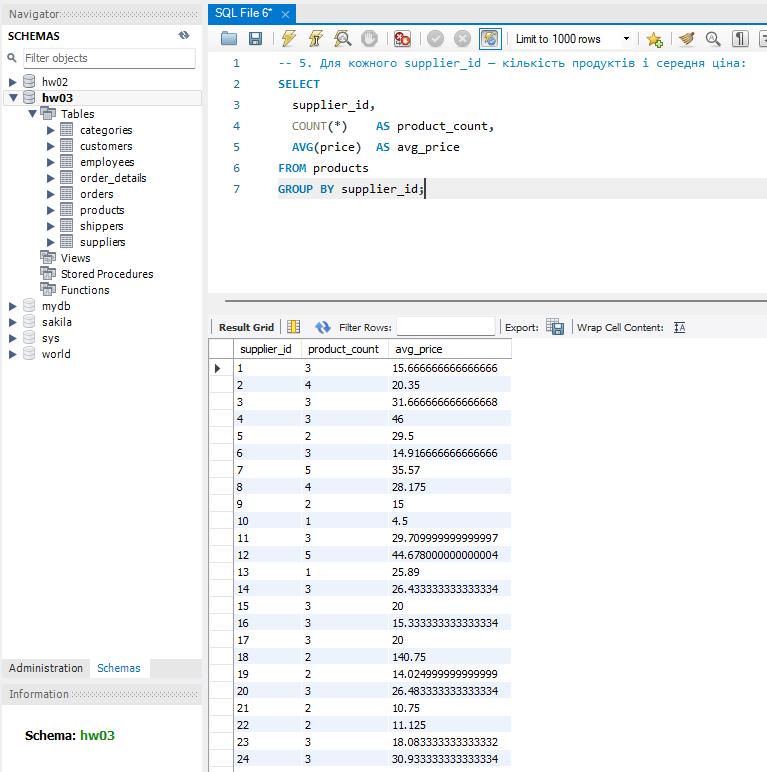 Navigator
SCHEMAS
Filter objects
hw02
hw03
Tables
categories
customers
employees
order_details
orders
products
shippers
suppliers
Views
Stored Procedures
Functions
mydb
sakila
sys
world
Administration Schemas
Information
Schema: hw03
SQL File 6*
Limit to 1000 rows
1 -- 5. Для кожного supplier_id — кількість продуктів і середня ціна:
2 SELECT
3 supplier_id,
4 COUNT(*) AS product_count,
5 AVG(price) AS avg_price
6 FROM products
7 GROUP BY supplier_id;
Result Grid Filter Rows: Export: Wrap Cell Content:
supplier_id product_count avg_price
1 3 15.666666666666666
2 4 20.35
3 3 31.666666666666668
4 3 46
5 2 29.5
6 3 14.916666666666666
7 5 35.57
8 4 28.175
9 2 15
10 1 4.5
11 3 29.709999999999997
12 5 44.678000000000004
13 1 25.89
14 3 26.433333333333334
15 3 20
16 3 15.333333333333334
17 3 20
18 2 140.75
19 2 14.024999999999999
20 3 26.483333333333334
21 2 10.75
22 2 11.125
23 3 18.083333333333332
24 3 30.933333333333334